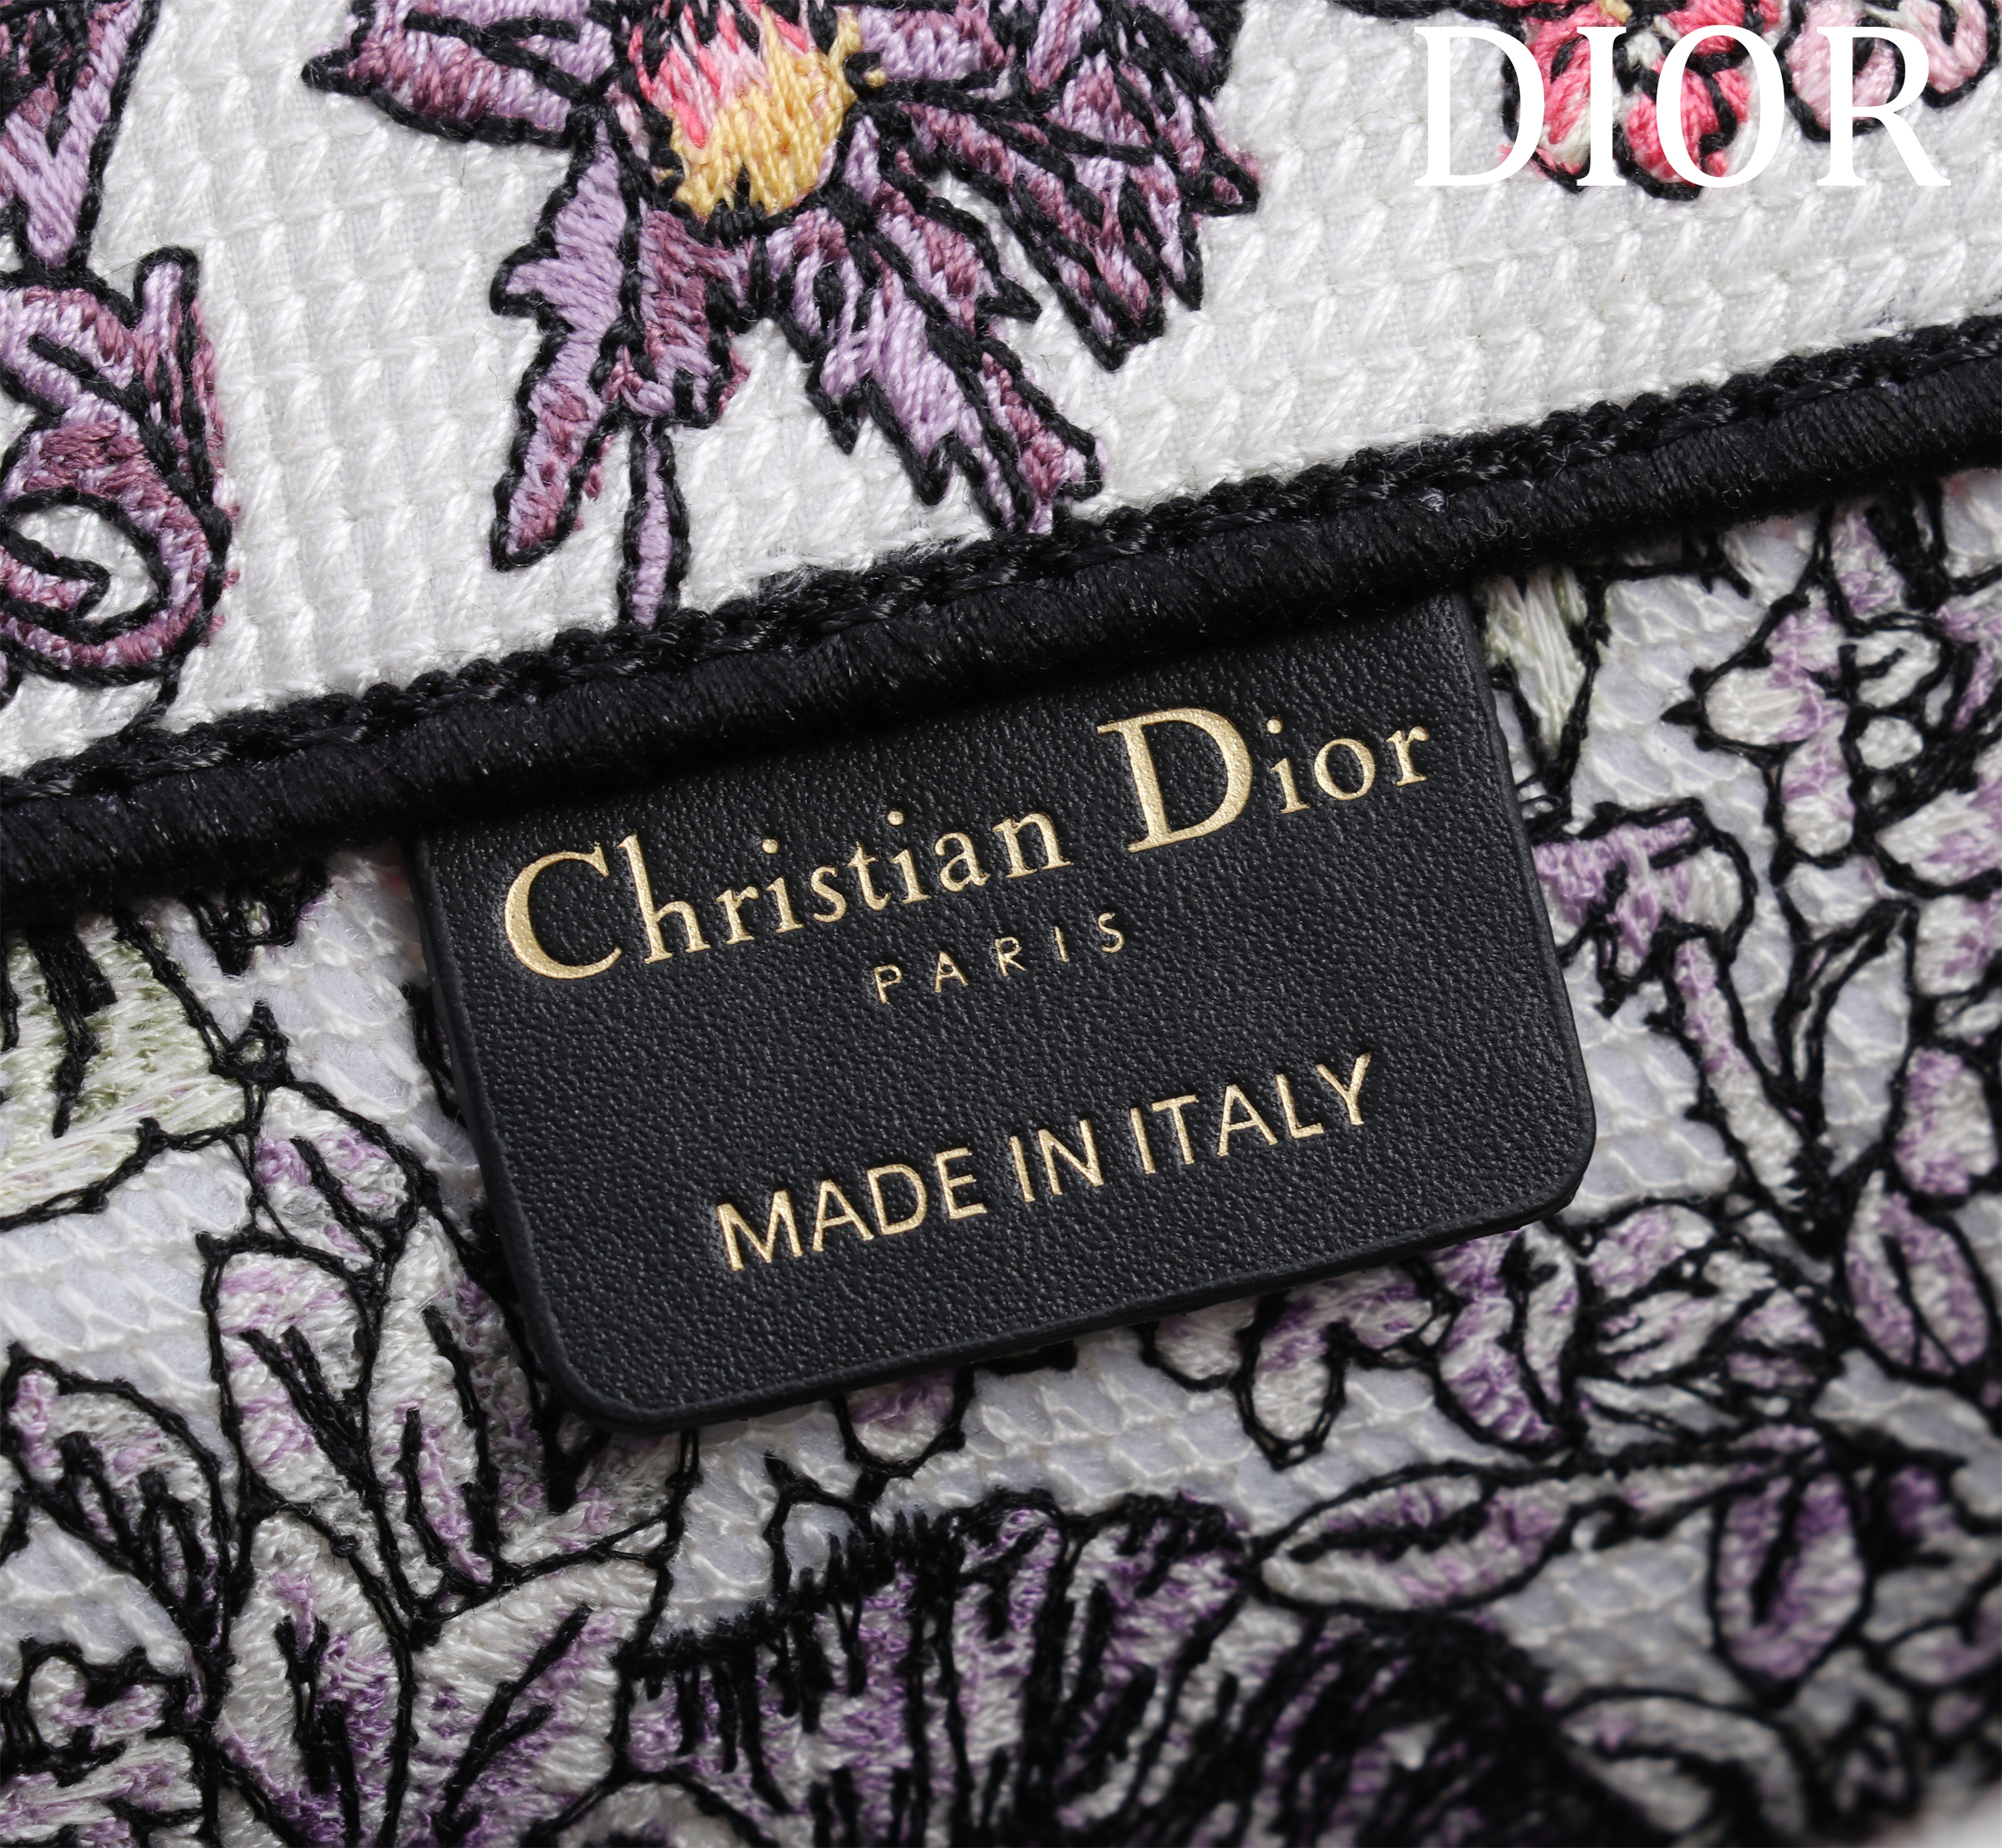 DIOR
Christian Dior
PARIS
MADE IN ITALY